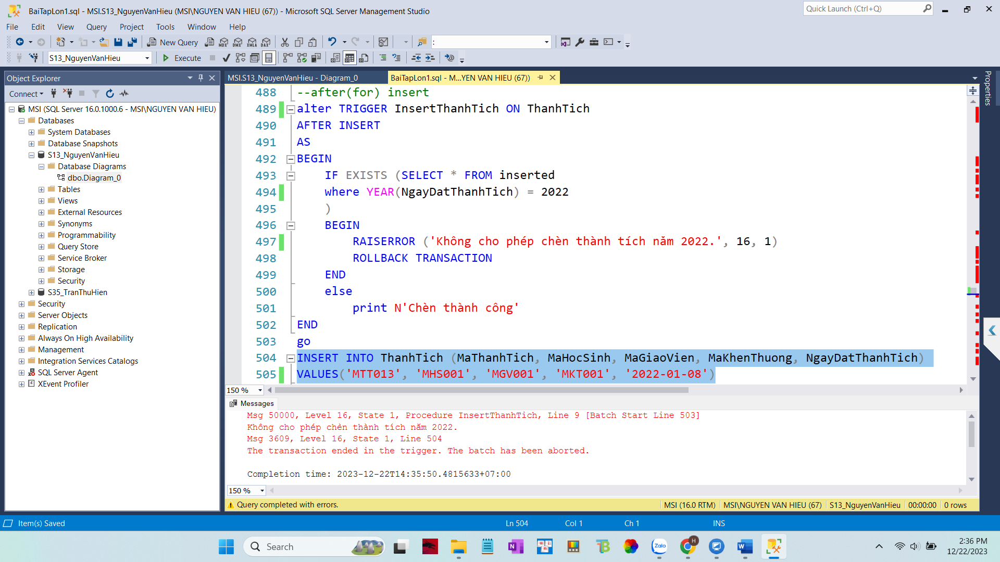 BaiTapLon1.sql - MSI.S13_NguyenVanHieu (MSI\NGUYEN VAN HIEU (67)) - Microsoft SQL Server Management Studio
Quick Launch (Ctrl+Q)
File Edit View Query Project Tools Window Help
New Query MDX DMX XMLA DAX :
S13_NguyenVanHieu Execute
Object Explorer
Connect
MSI (SQL Server 16.0.1000.6 - MSI\NGUYEN VAN HIEU)
Databases
System Databases
Database Snapshots
S13_NguyenVanHieu
Database Diagrams
dbo.Diagram_0
Tables
Views
External Resources
Synonyms
Programmability
Query Store
Service Broker
Storage
Security
S35_TranThuHien
Security
Server Objects
Replication
Always On High Availability
Management
Integration Services Catalogs
SQL Server Agent
XEvent Profiler
MSI.S13_NguyenVanHieu - Diagram_0
BaiTapLon1.sql - M...YEN VAN HIEU (67))
Properties
488 --after(for) insert
489 alter TRIGGER InsertThanhTich ON ThanhTich
490 AFTER INSERT
491 AS
492 BEGIN
493 IF EXISTS (SELECT * FROM inserted
494 where YEAR(NgayDatThanhTich) = 2022
495 )
496 BEGIN
497 RAISERROR ('Không cho phép chèn thành tích năm 2022.', 16, 1)
498 ROLLBACK TRANSACTION
499 END
500 else
501 print N'Chèn thành công'
502 END
503 go
504 INSERT INTO ThanhTich (MaThanhTich, MaHocSinh, MaGiaoVien, MaKhenThuong, NgayDatThanhTich)
505 VALUES('MTT013', 'MHS001', 'MGV001', 'MKT001', '2022-01-08')
150 %
Messages
Msg 50000, Level 16, State 1, Procedure InsertThanhTich, Line 9 [Batch Start Line 503]
Không cho phép chèn thành tích năm 2022.
Msg 3609, Level 16, State 1, Line 504
The transaction ended in the trigger. The batch has been aborted.
Completion time: 2023-12-22T14:35:50.4815633+07:00
150 %
Query completed with errors. MSI (16.0 RTM) MSI\NGUYEN VAN HIEU (67) S13_NguyenVanHieu 00:00:00 0 rows
Item(s) Saved Ln 504 Col 1 Ch 1 INS
Search
Zalo
H
2:36 PM
12/22/2023